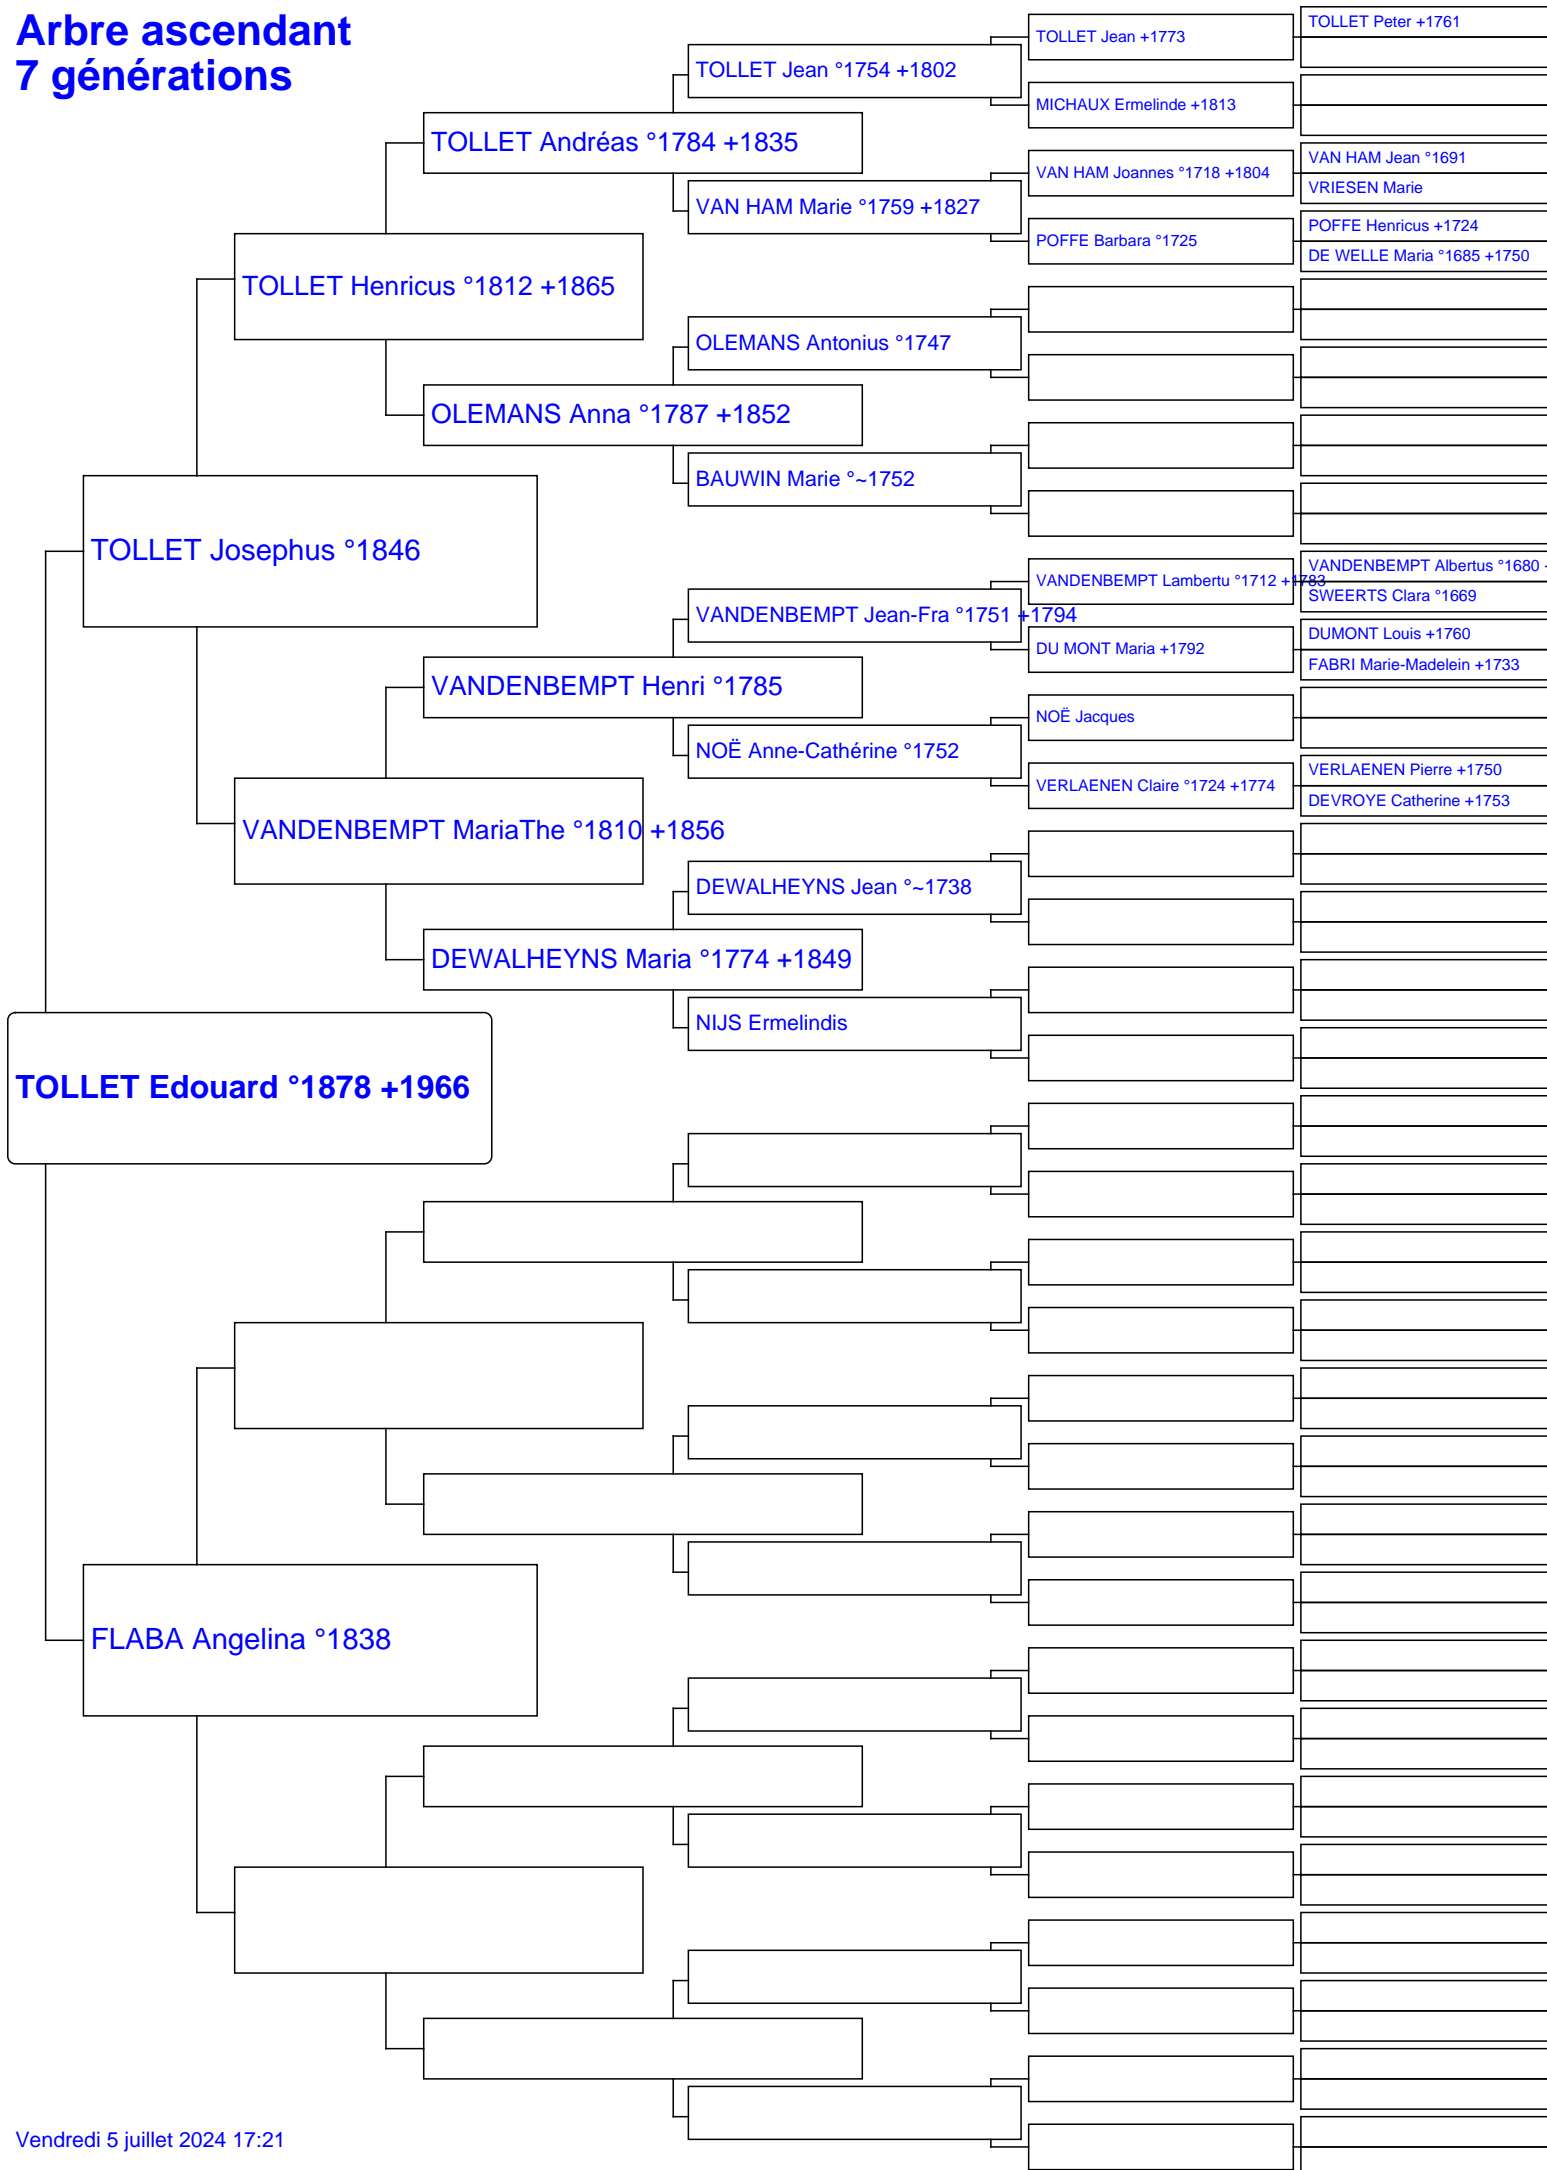 Arbre ascendant
7 générations
TOLLET Peter +1761
TOLLET Jean +1773
TOLLET Jean °1754 +1802
MICHAUX Ermelinde +1813
TOLLET Andréas °1784 +1835
VAN HAM Jean °1691
VAN HAM Joannes °1718 +1804
VRIESEN Marie
VAN HAM Marie °1759 +1827
POFFE Henricus +1724
POFFE Barbara °1725
DE WELLE Maria °1685 +1750
TOLLET Henricus °1812 +1865
OLEMANS Antonius °1747
OLEMANS Anna °1787 +1852
BAUWIN Marie °~1752
TOLLET Josephus °1846
VANDENBEMPT Albertus °1680
VANDENBEMPT Lambertu °1712 +1783
SWEERTS Clara °1669
VANDENBEMPT Jean-Fra °1751 +1794
DUMONT Louis +1760
DU MONT Maria +1792
FABRI Marie-Madelein +1733
VANDENBEMPT Henri °1785
NOË Jacques
NOË Anne-Cathérine °1752
VERLAENEN Pierre +1750
VERLAENEN Claire °1724 +1774
DEVROYE Catherine +1753
VANDENBEMPT MariaThe °1810 +1856
DEWALHEYNS Jean °~1738
DEWALHEYNS Maria °1774 +1849
NIJS Ermelindis
TOLLET Edouard °1878 +1966
FLABA Angelina °1838
Vendredi 5 juillet 2024 17:21